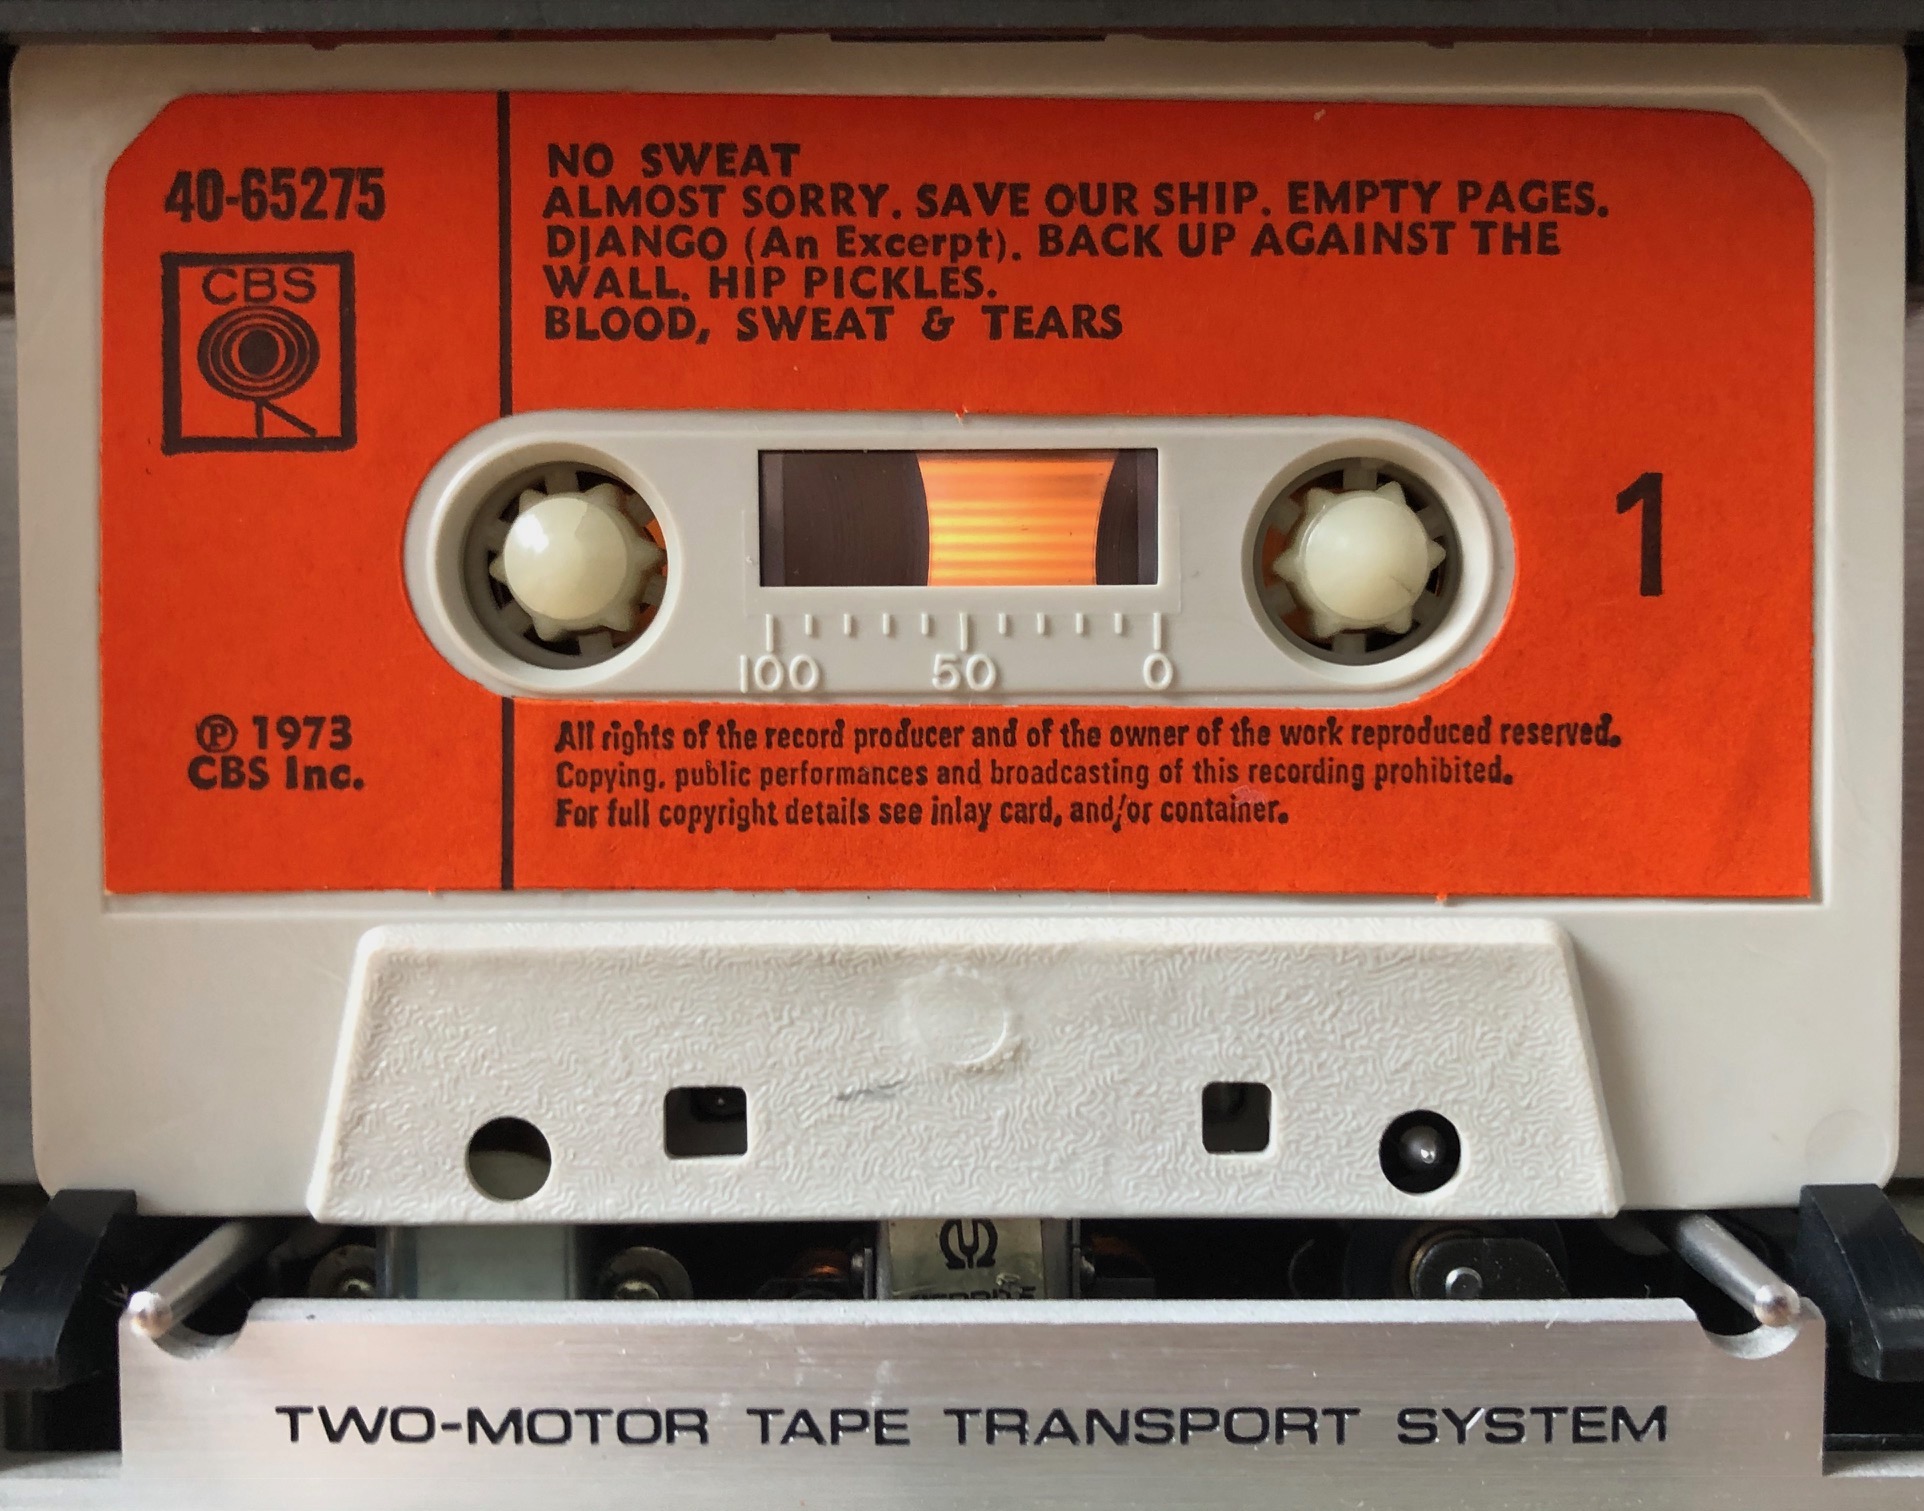 40-65275
CBS
NO SWEAT
ALMOST SORRY. SAVE OUR SHIP. EMPTY PAGES.
DJANGO (An Excerpt). BACK UP AGAINST THE
WALL. HIP PICKLES.
BLOOD, SWEAT & TEARS
1
100 50 0
℗ 1973
CBS Inc.
All rights of the record producer and of the owner of the work reproduced reserved.
Copying. public performances and broadcasting of this recording prohibited.
For full copyright details see inlay card, and/or container.
TWO-MOTOR TAPE TRANSPORT SYSTEM